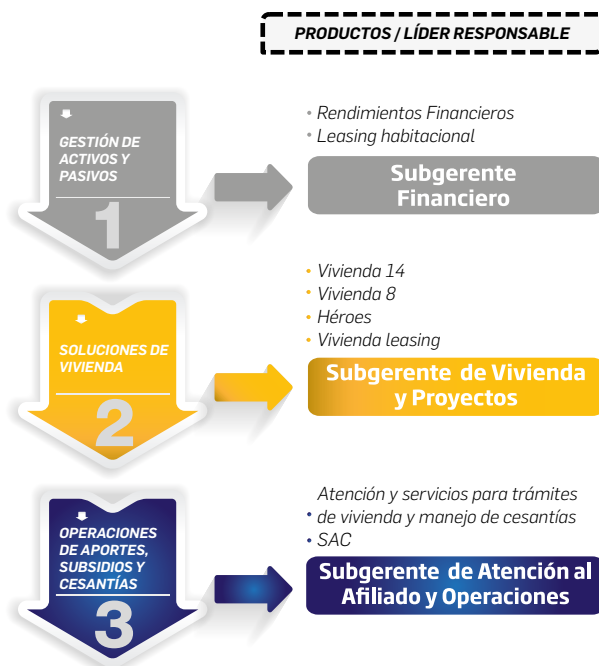 PRODUCTOS / LÍDER RESPONSABLE
GESTIÓN DE
ACTIVOS Y
PASIVOS
1
• Rendimientos Financieros
• Leasing habitacional
Subgerente
Financiero
SOLUCIONES DE
VIVIENDA
2
• Vivienda 14
• Vivienda 8
• Héroes
• Vivienda leasing
Subgerente de Vivienda
y Proyectos
OPERACIONES
DE APORTES,
SUBSIDIOS Y
CESANTÍAS
3
Atención y servicios para trámites
• de vivienda y manejo de cesantías
• SAC
Subgerente de Atención al
Afiliado y Operaciones